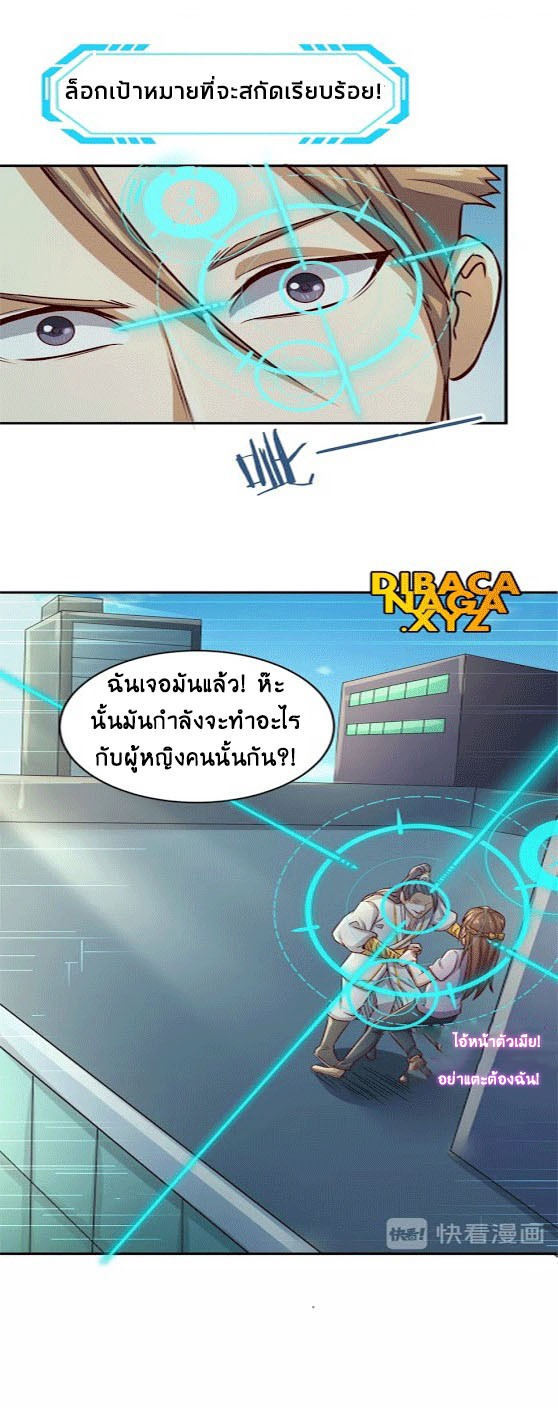 ล็อกเป้าหมายที่จะสกัดเรียบร้อย!
呲
DIBACA
NAGA
.XYZ
ฉันเจอมันแล้ว! ห๊ะ
นั้นมันกำลังจะทำอะไร
กับผู้หญิงคนนั้นกัน?!
ไอ้หน้าตัวเมีย!
อย่าแตะต้องฉัน!
快看! 快看漫画